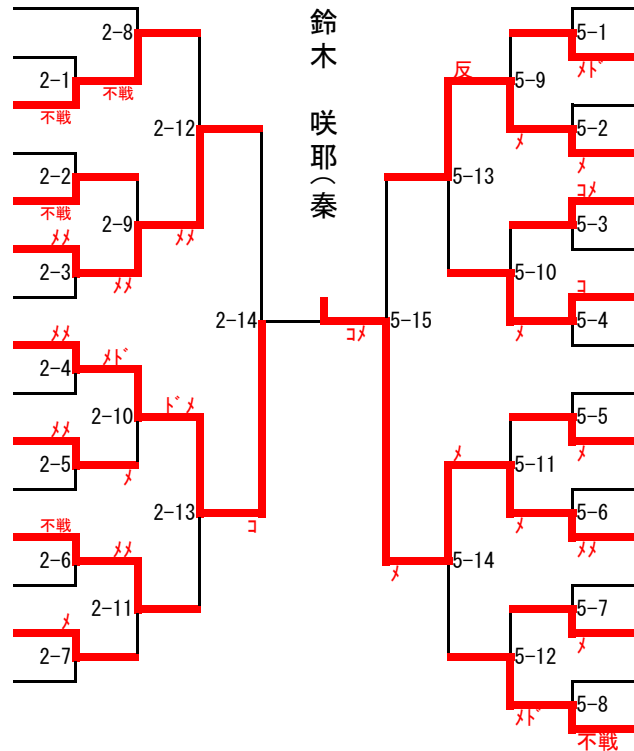 鈴木 咲耶(秦
2-8
2-1
不戦
不戦
2-12
2-2
不戦
2-9
メメ
メメ
2-3
メメ
2-14
メメ
2-4
メド
2-10
ドメ
メメ
2-5
メ
2-13
コ
不戦
2-6
メメ
2-11
メ
2-7
コメ
5-15
5-1
メド
反
5-9
5-2
メ
メ
5-13
コメ
5-3
5-10
コ
5-4
メ
5-5
メ
メ
5-11
5-6
メ
メメ
5-14
メ
5-7
メ
5-12
5-8
メド
不戦